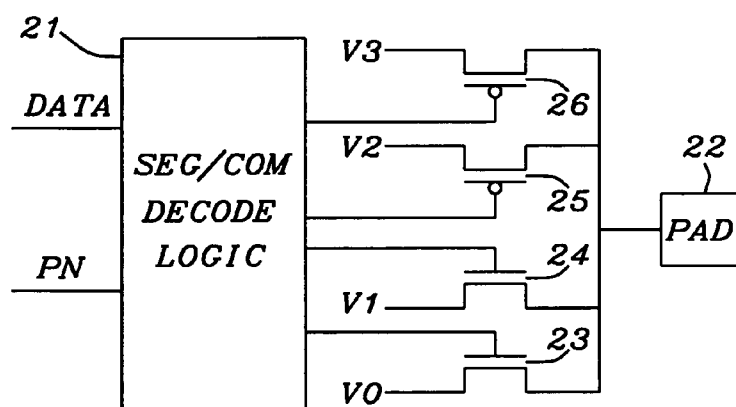 21
DATA
PN
SEG/COM
DECODE
LOGIC
V3
26
V2
25
24
V1
23
V0
22
PAD